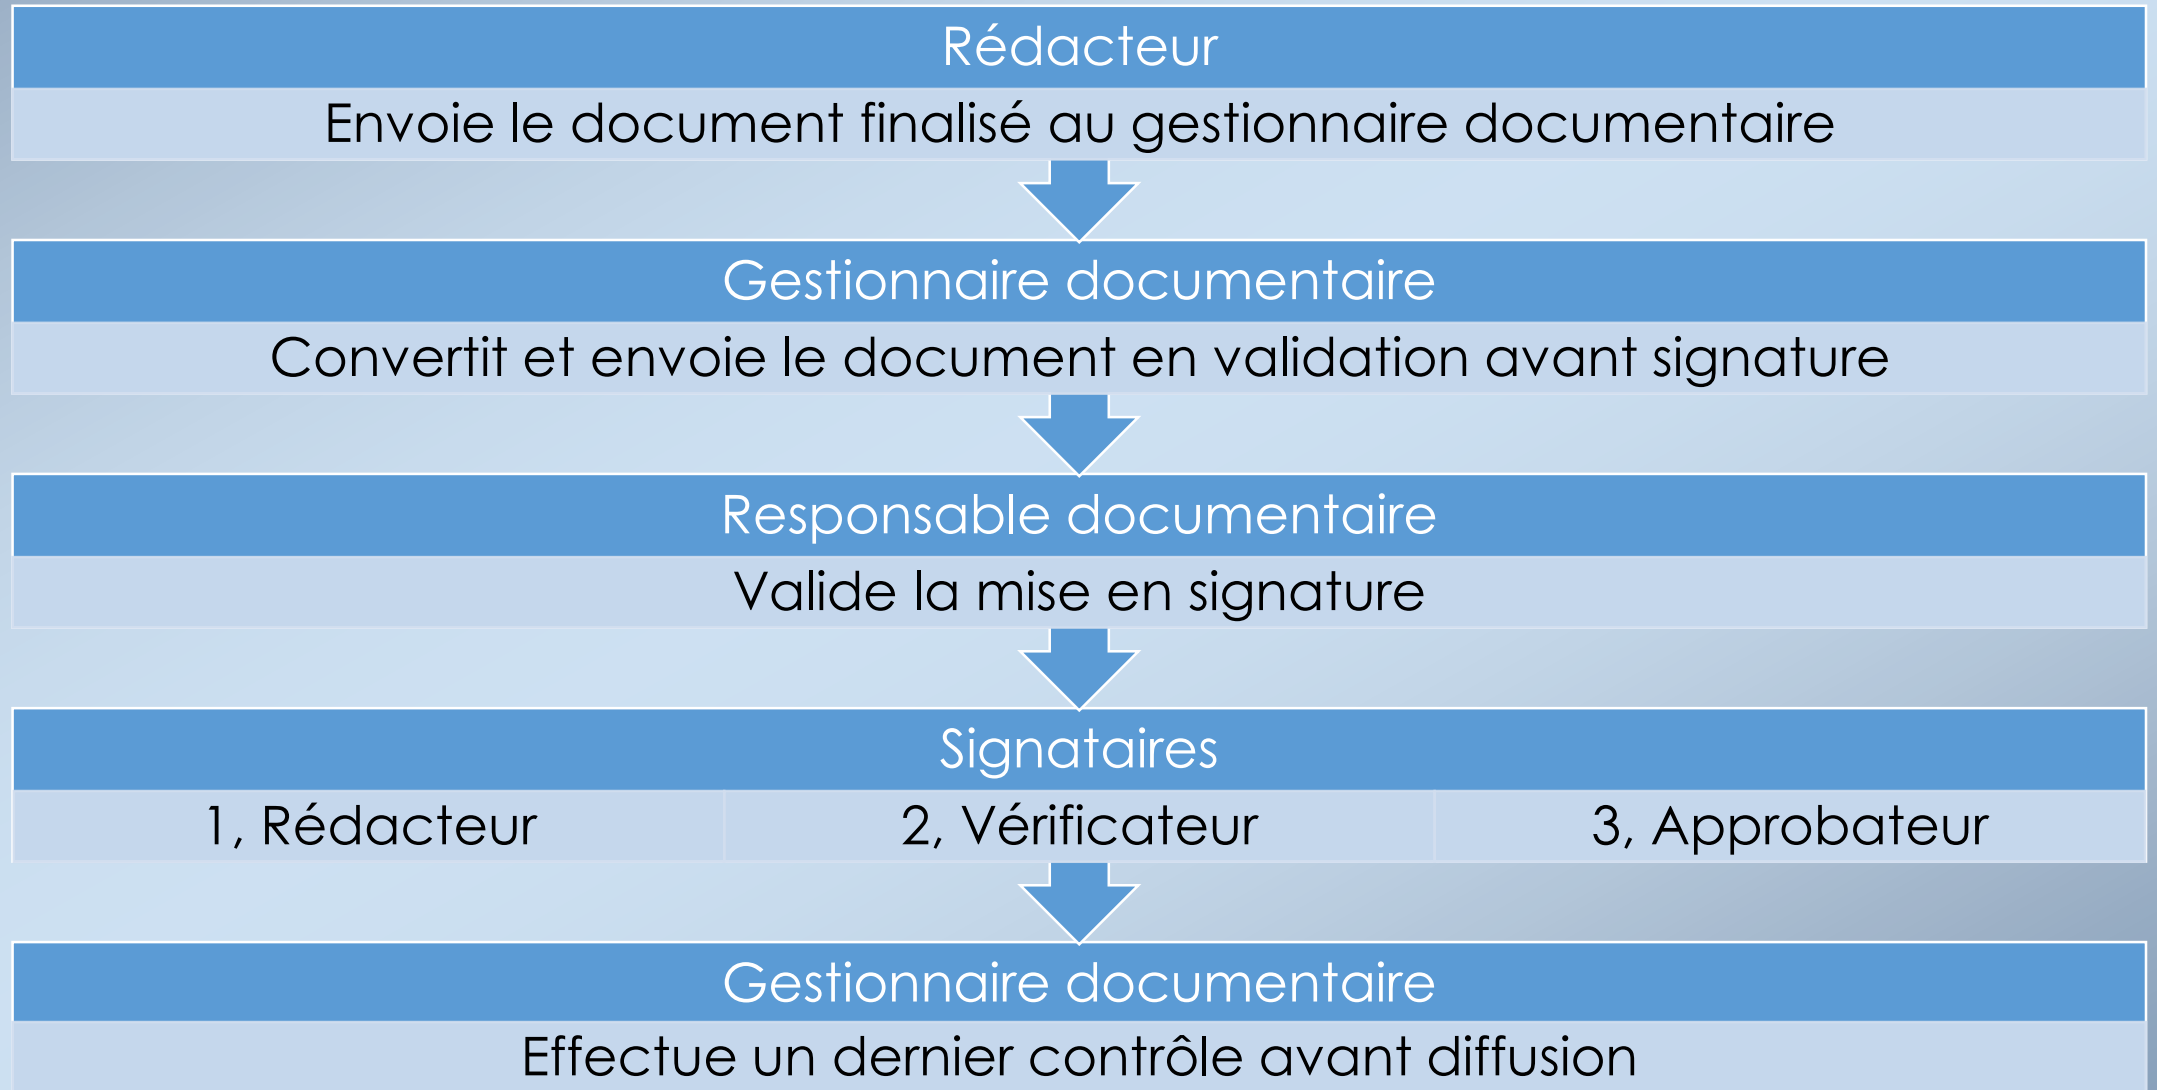 Rédacteur
Envoie le document finalisé au gestionnaire documentaire
Gestionnaire documentaire
Convertit et envoie le document en validation avant signature
Responsable documentaire
Valide la mise en signature
Signataires
1, Rédacteur
2, Vérificateur
3, Approbateur
Gestionnaire documentaire
Effectue un dernier contrôle avant diffusion